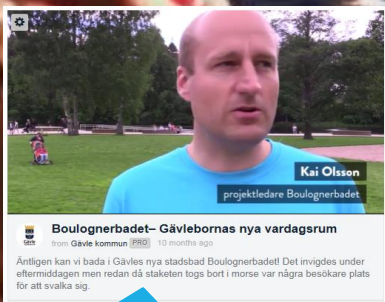 Kai Olsson
projektledare Boulognerbadet
Boulognerbadet– Gävlebornas nya vardagsrum
Gävle
from Gävle kommun PRO 10 months ago
Äntligen kan vi bada i Gävles nya stadsbad Boulognerbadet! Det invigdes under
eftermiddagen men redan då staketen togs bort i morse var några besökare plats
för att svalka sig.